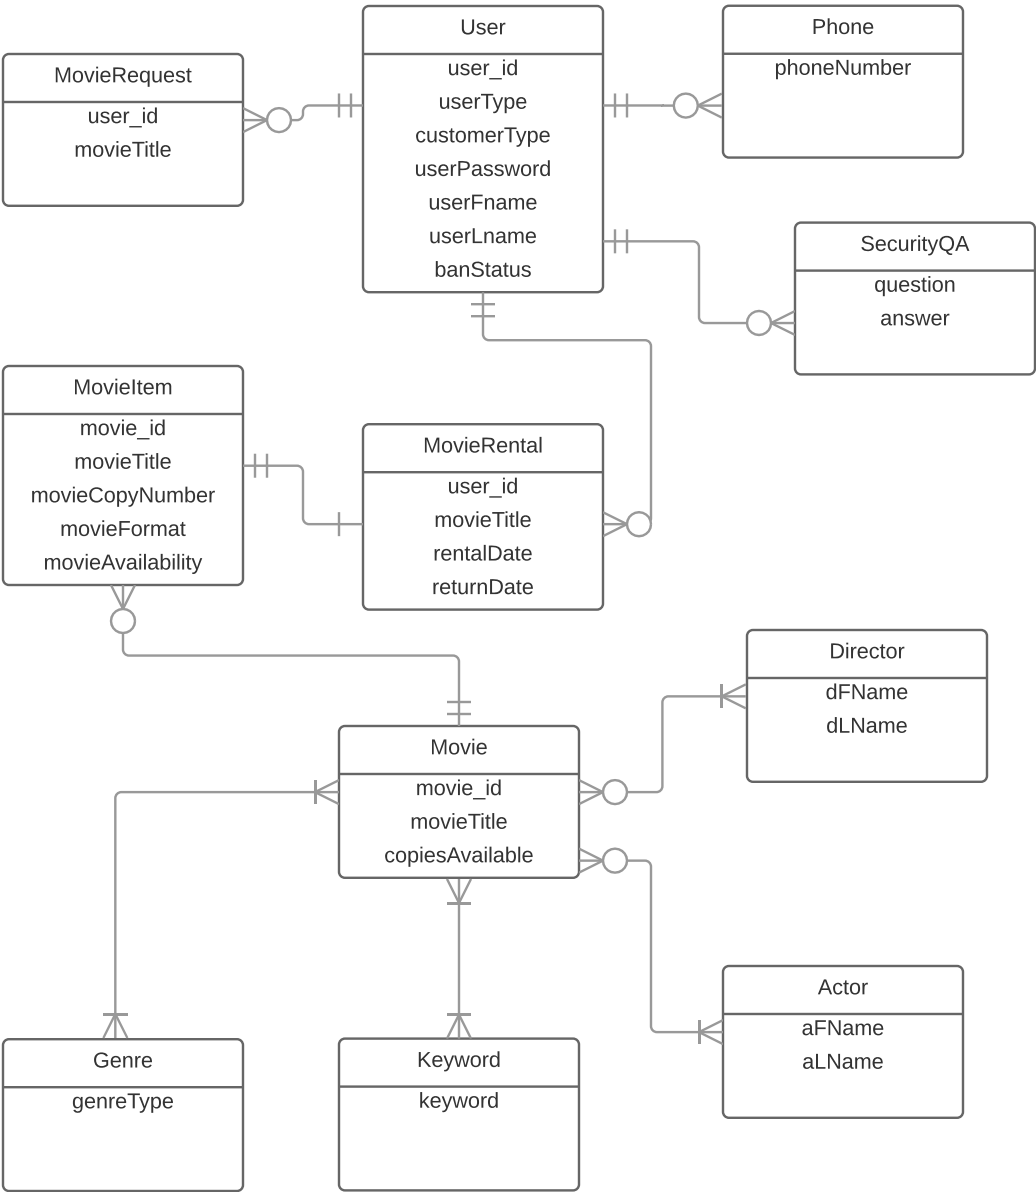 User
user_id
userType
customerType
userPassword
userFname
userLname
banStatus
Phone
phoneNumber
MovieRequest
user_id
movieTitle
SecurityQA
question
answer
MovieItem
movie_id
movieTitle
movieCopyNumber
movieFormat
movieAvailability
MovieRental
user_id
movieTitle
rentalDate
returnDate
Director
dFName
dLName
Movie
movie_id
movieTitle
copiesAvailable
Actor
aFName
aLName
Genre
genreType
Keyword
keyword